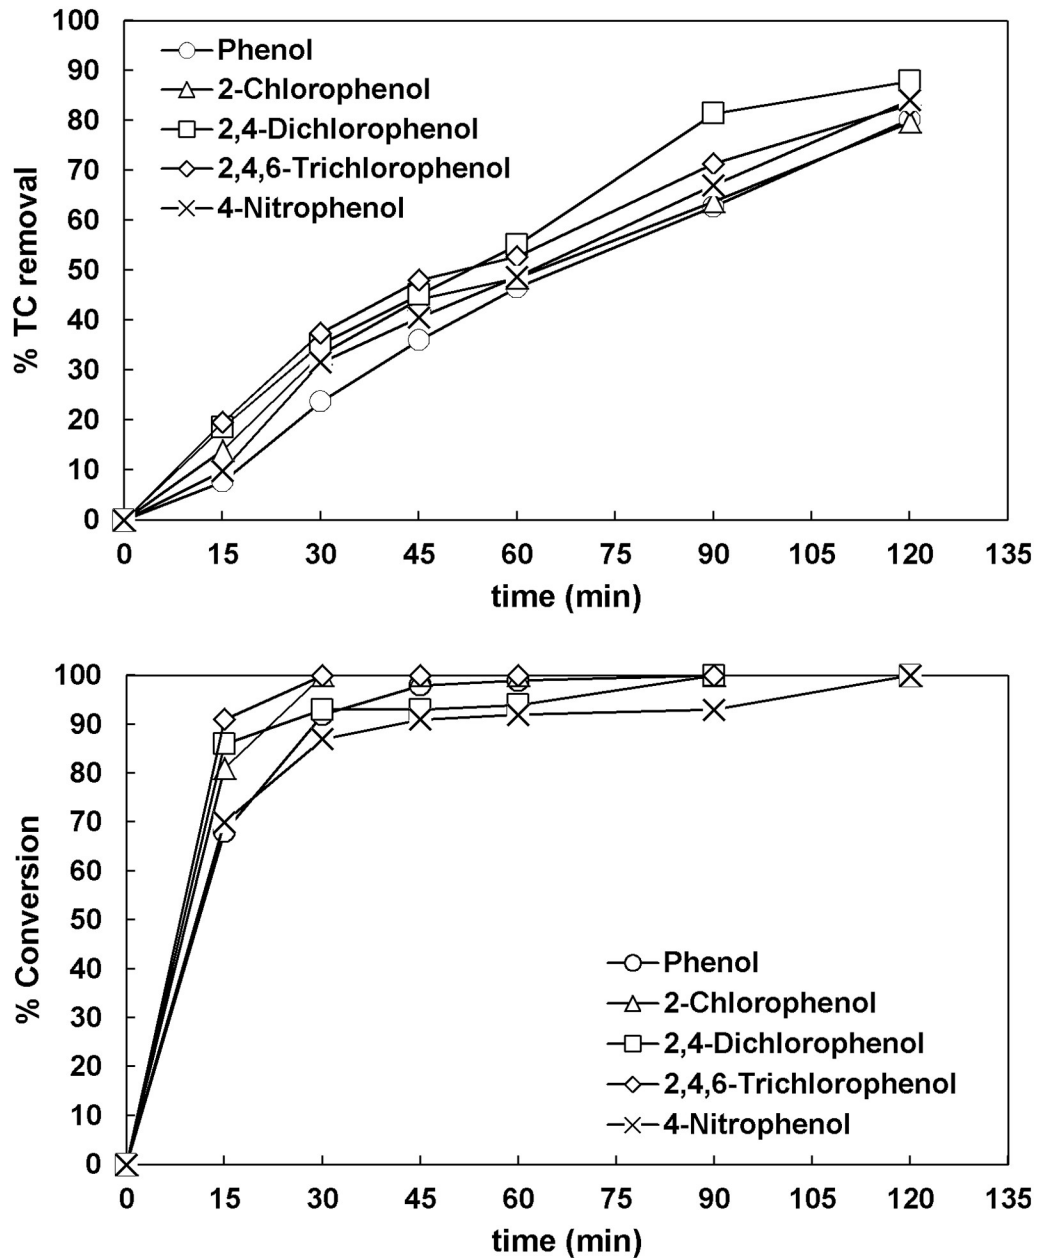 100
90
80
70
60
50
40
30
20
10
0
% TC removal
Phenol
2-Chlorophenol
2,4-Dichlorophenol
2,4,6-Trichlorophenol
4-Nitrophenol
0 15 30 45 60 75 90 105 120 135
time (min)
100
90
80
70
60
50
40
30
20
10
0
% Conversion
Phenol
2-Chlorophenol
2,4-Dichlorophenol
2,4,6-Trichlorophenol
4-Nitrophenol
0 15 30 45 60 75 90 105 120 135
time (min)